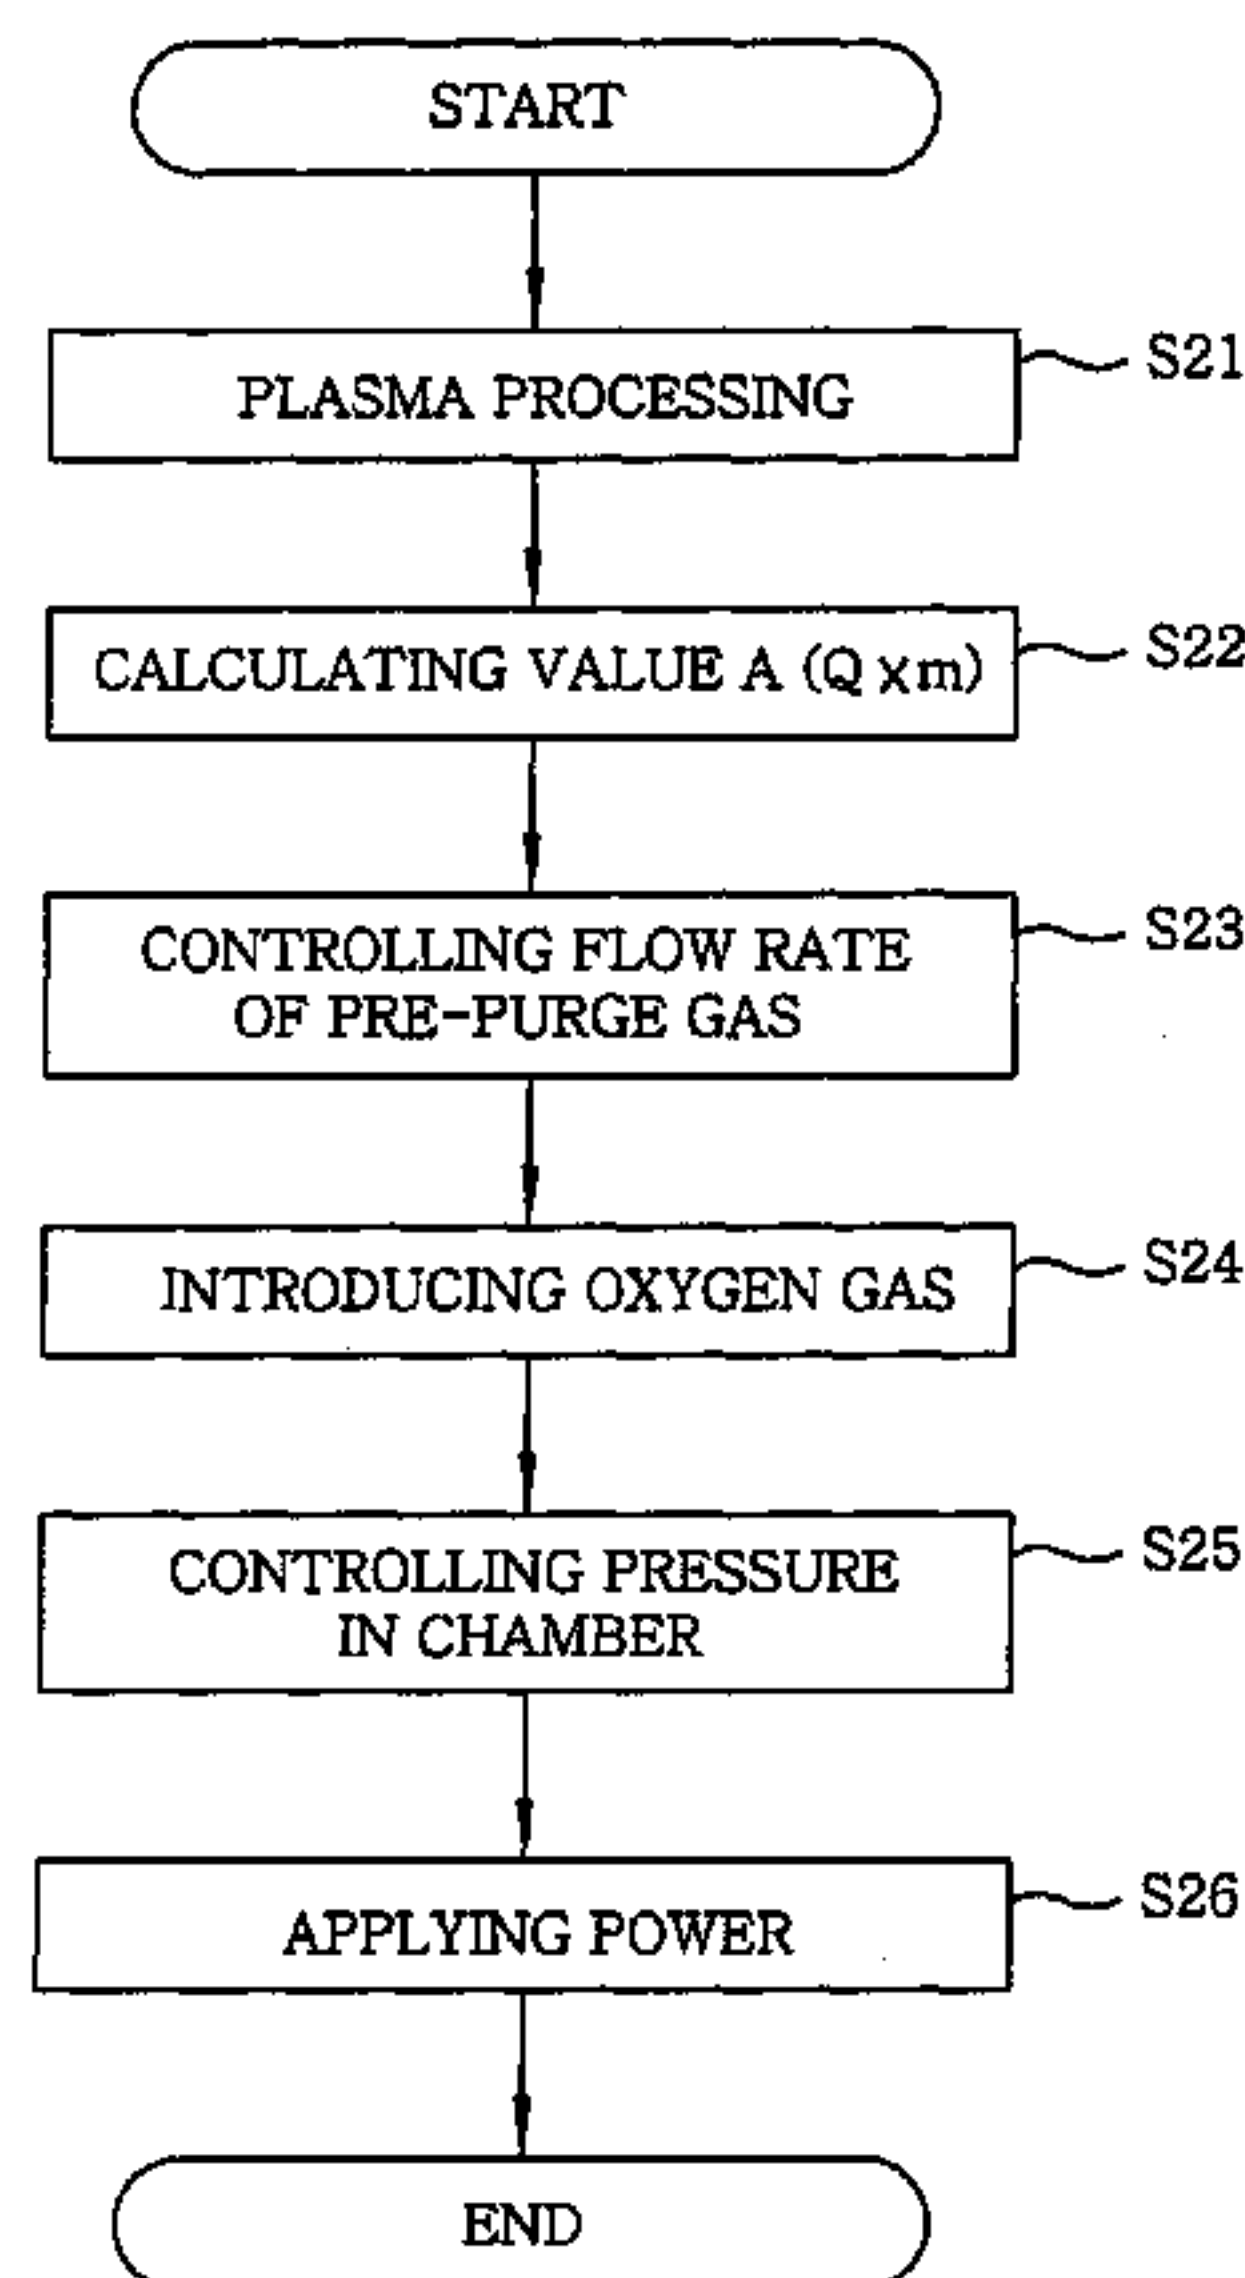 START
PLASMA PROCESSING
S21
CALCULATING VALUE A (Q×m)
S22
CONTROLLING FLOW RATE
OF PRE-PURGE GAS
S23
INTRODUCING OXYGEN GAS
S24
CONTROLLING PRESSURE
IN CHAMBER
S25
APPLYING POWER
S26
END